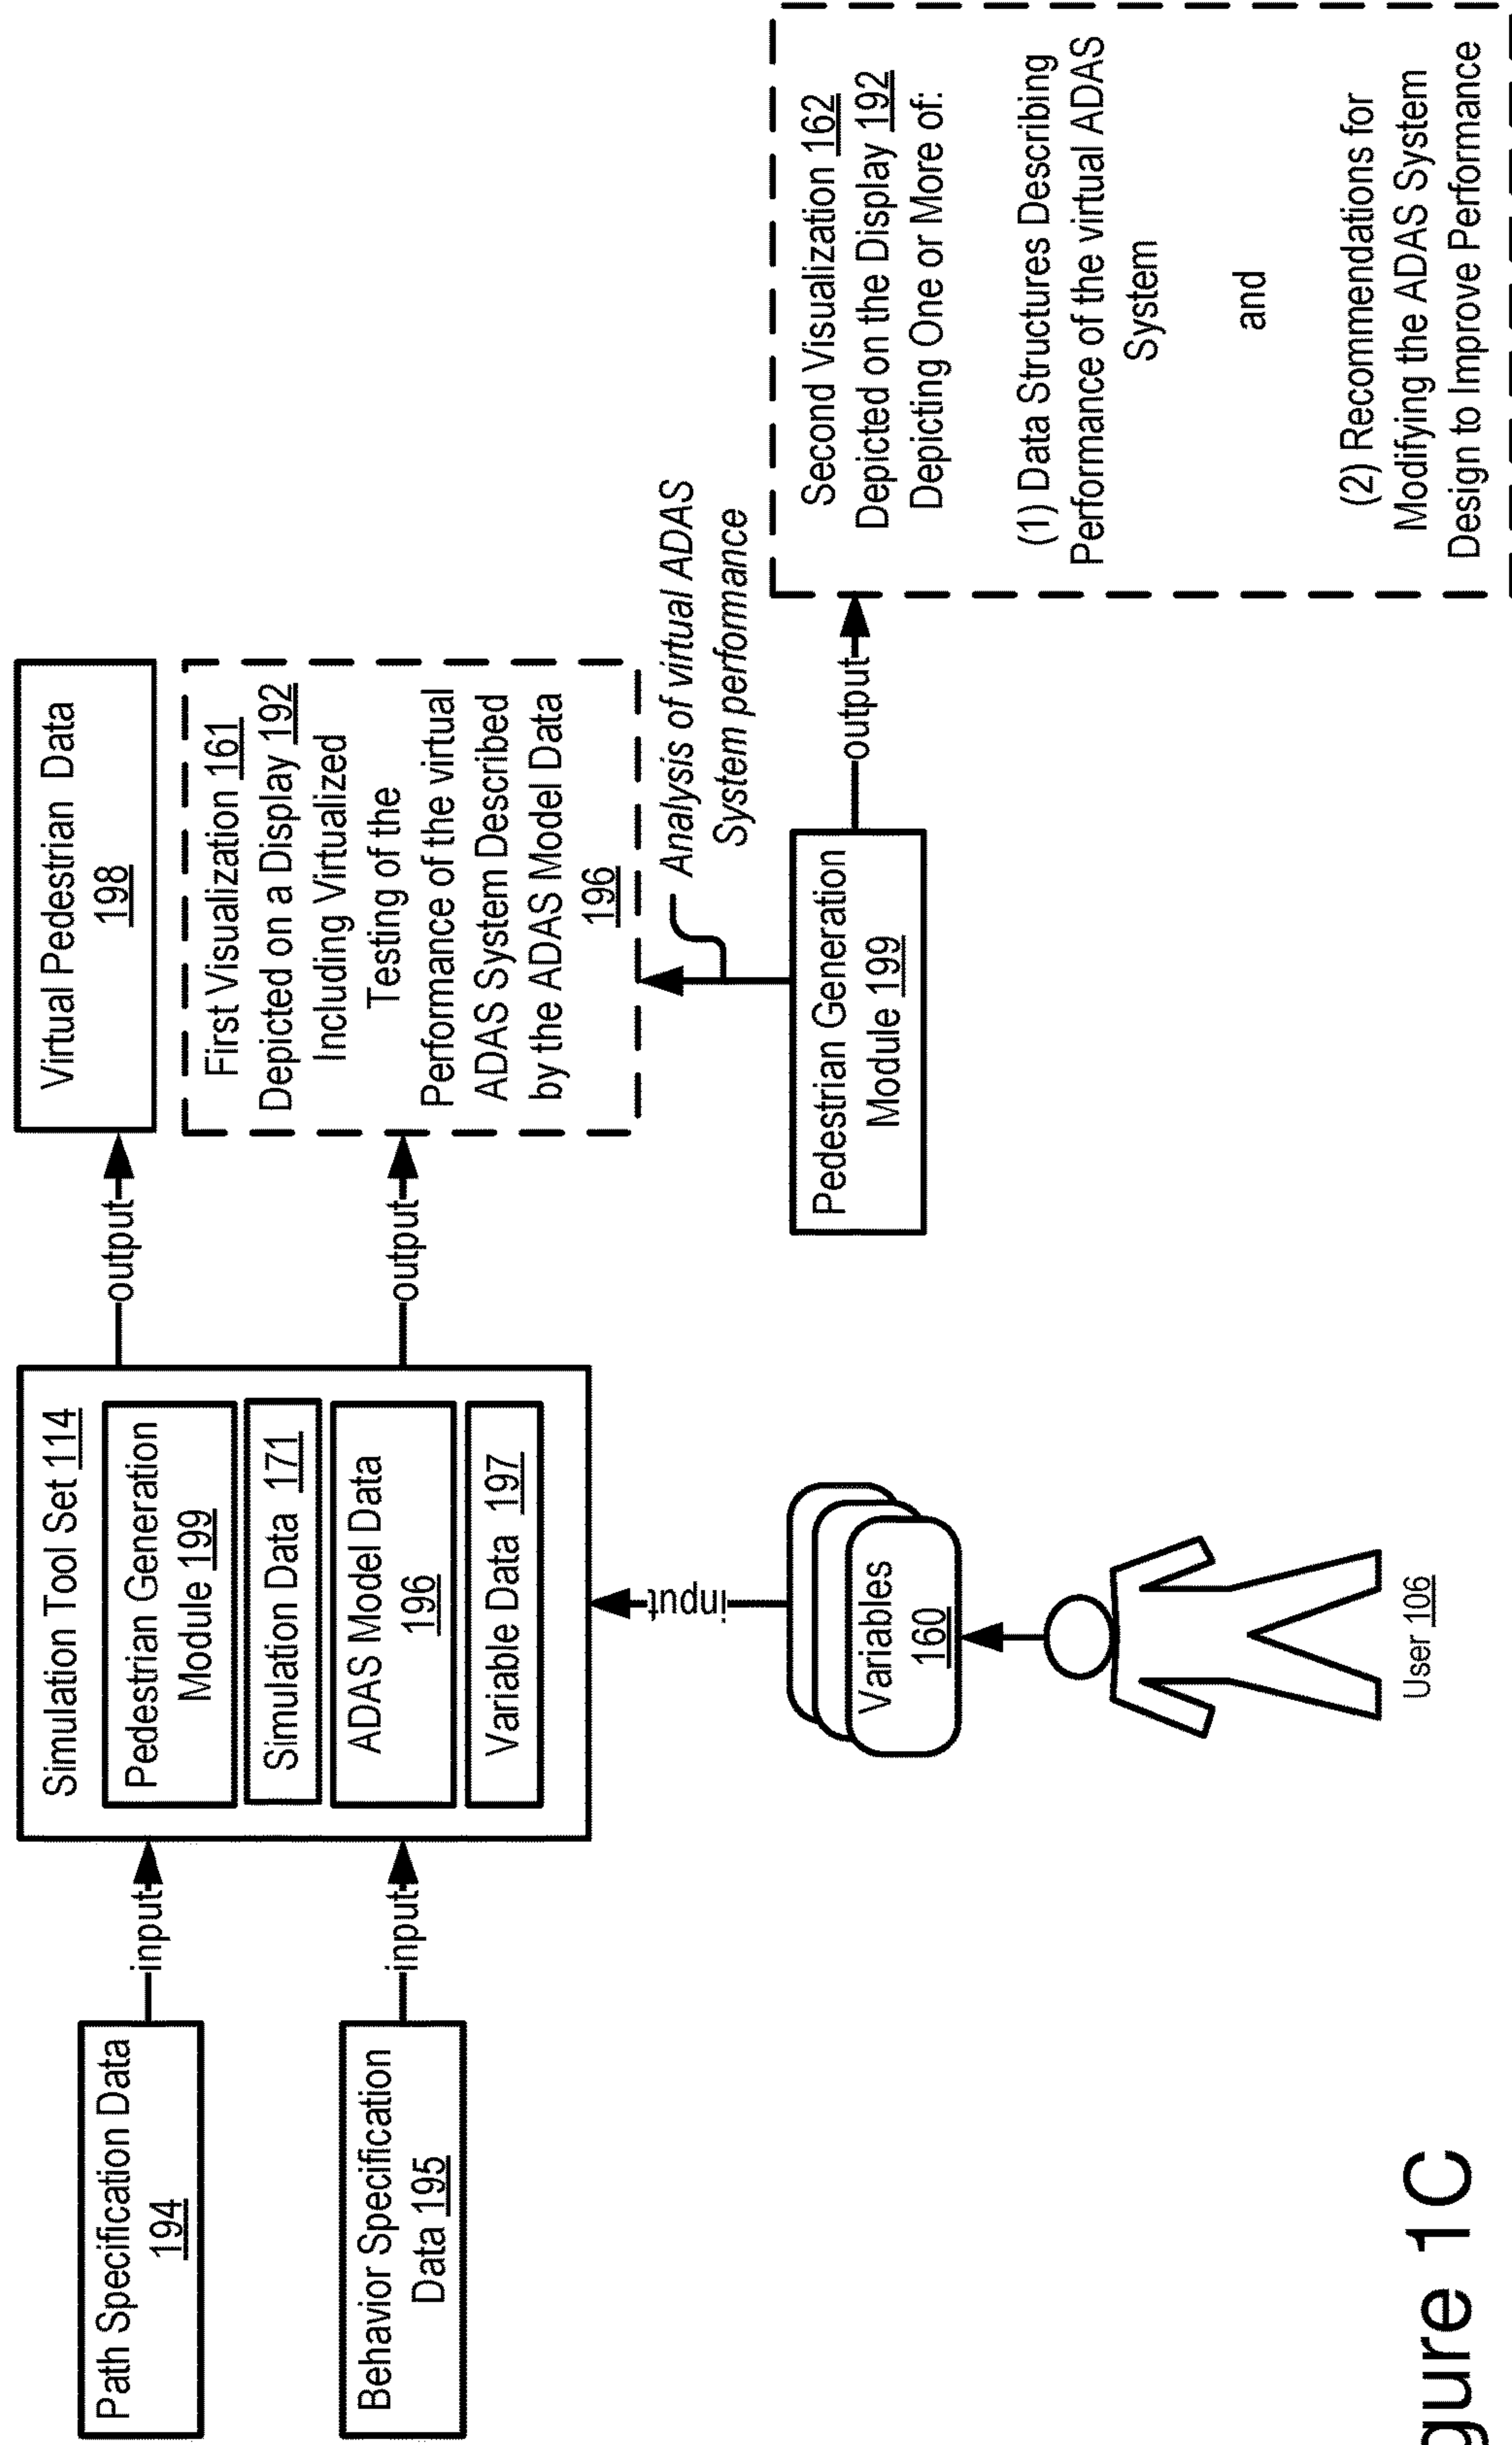 Path Specification Data
194
Behavior Specification
Data 195
input
input
Simulation Tool Set 114
Pedestrian Generation
Module 199
Simulation Data 171
ADAS Model Data
196
Variable Data 197
input
Variables
160
User 106
output
output
Virtual Pedestrian Data
198
First Visualization 161
Depicted on a Display 192
Including Virtualized
Testing of the
Performance of the virtual
ADAS System Described
by the ADAS Model Data
196
Analysis of virtual ADAS
System performance
Pedestrian Generation
Module 199
output
Second Visualization 162
Depicted on the Display 192
Depicting One or More of:
(1) Data Structures Describing
Performance of the virtual ADAS
System
and
(2) Recommendations for
Modifying the ADAS System
Design to Improve Performance
gure 1C